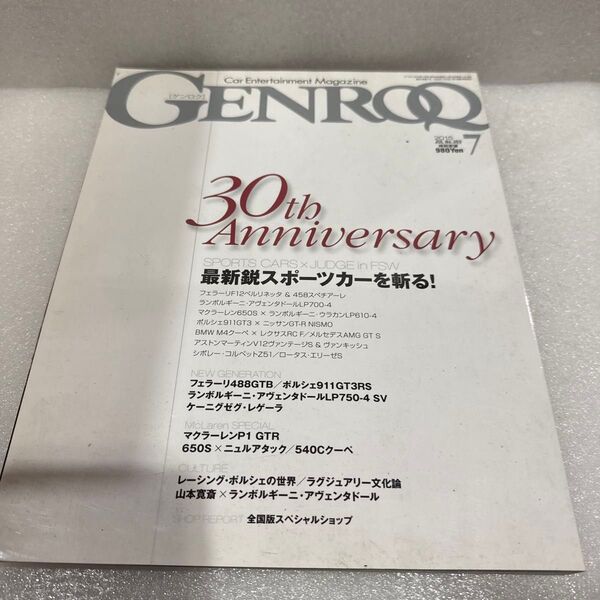 Car Entertainment Magazine
GENROQ
[ゲンロク]
2015
980Yen
7
30th
Anniversary
SPORTS CARS × JUDGE in FSW
最新鋭スポーツカーを斬る!
フェラーリF12ベルリネッタ & 458スペチアーレ
ランボルギーニ・アヴェンタドールLP700-4
マクラーレン650S × ランボルギーニ・ウラカンLP610-4
ポルシェ911GT3 × ニッサンGT-R NISMO
BMW M4クーペ × レクサスRC F/メルセデスAMG GT S
アストンマーティンV12ヴァンテージS & ヴァンキッシュ
シボレー・コルベットZ51/ロータス・エリーゼS
NEW GENERATION
フェラーリ488GTB/ポルシェ911GT3RS
ランボルギーニ・アヴェンタドールLP750-4 SV
ケーニグゼグ・レゲーラ
McLaren SPECIAL
マクラーレンP1 GTR
650S × ニュルアタック/540Cクーペ
CULTURE
レーシング・ポルシェの世界/ラグジュアリー文化論
山本寛斎 × ランボルギーニ・アヴェンタドール
SHOP REPORT 全国版スペシャルショップ